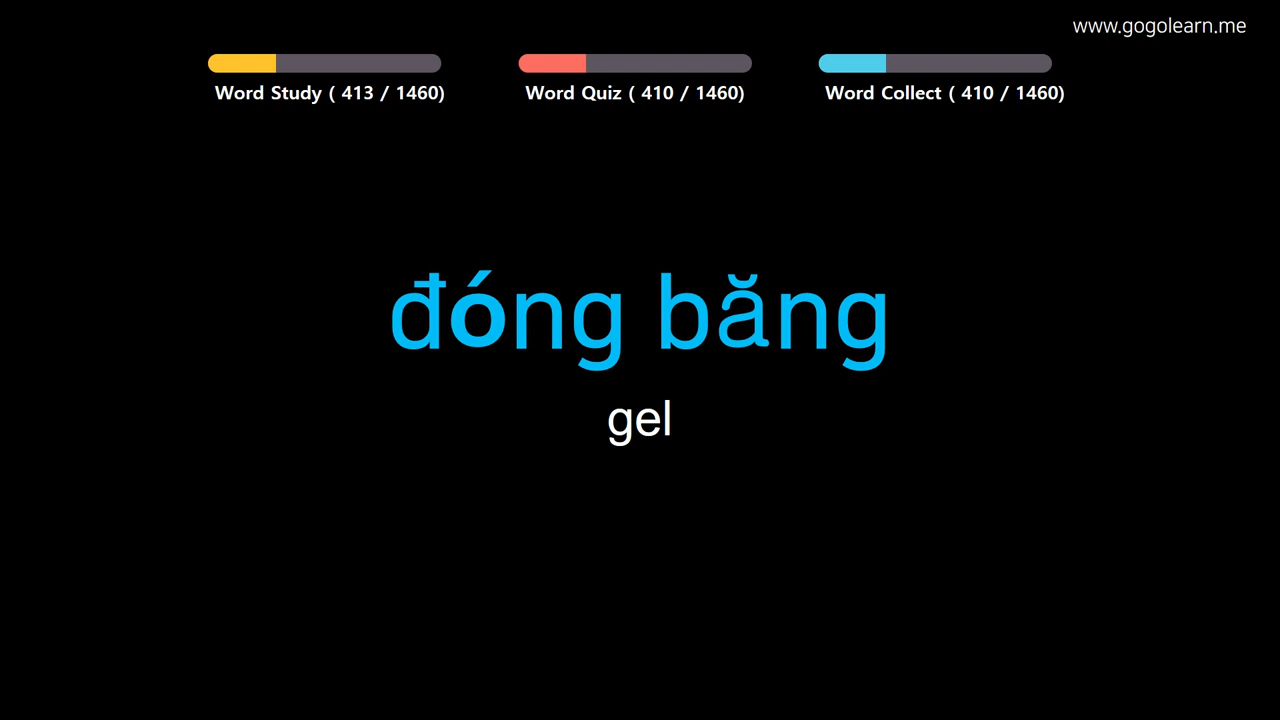 www.gogolearn.me
Word Study ( 413 / 1460)
Word Quiz ( 410 / 1460)
Word Collect ( 410 / 1460)
đóng băng
gel